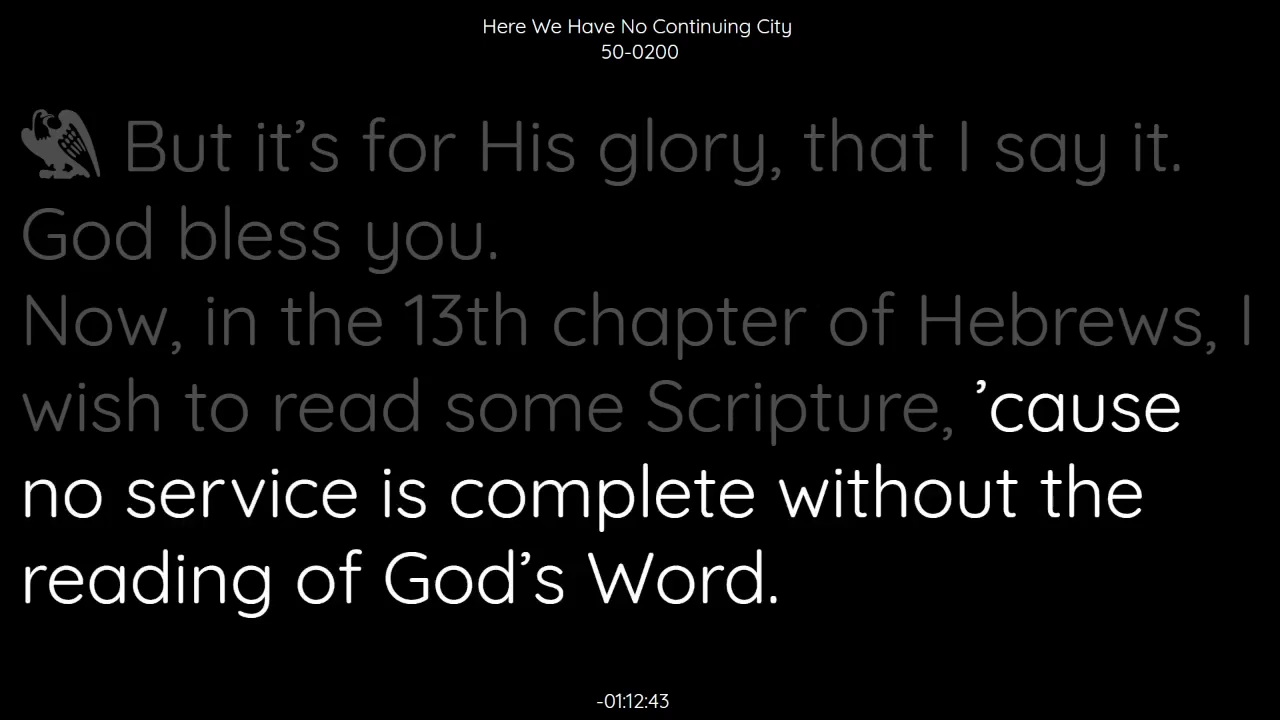 Here We Have No Continuing City
50-0200
But it’s for His glory, that I say it.
God bless you.
Now, in the 13th chapter of Hebrews, I
wish to read some Scripture, ’cause
no service is complete without the
reading of God’s Word.
-01:12:43